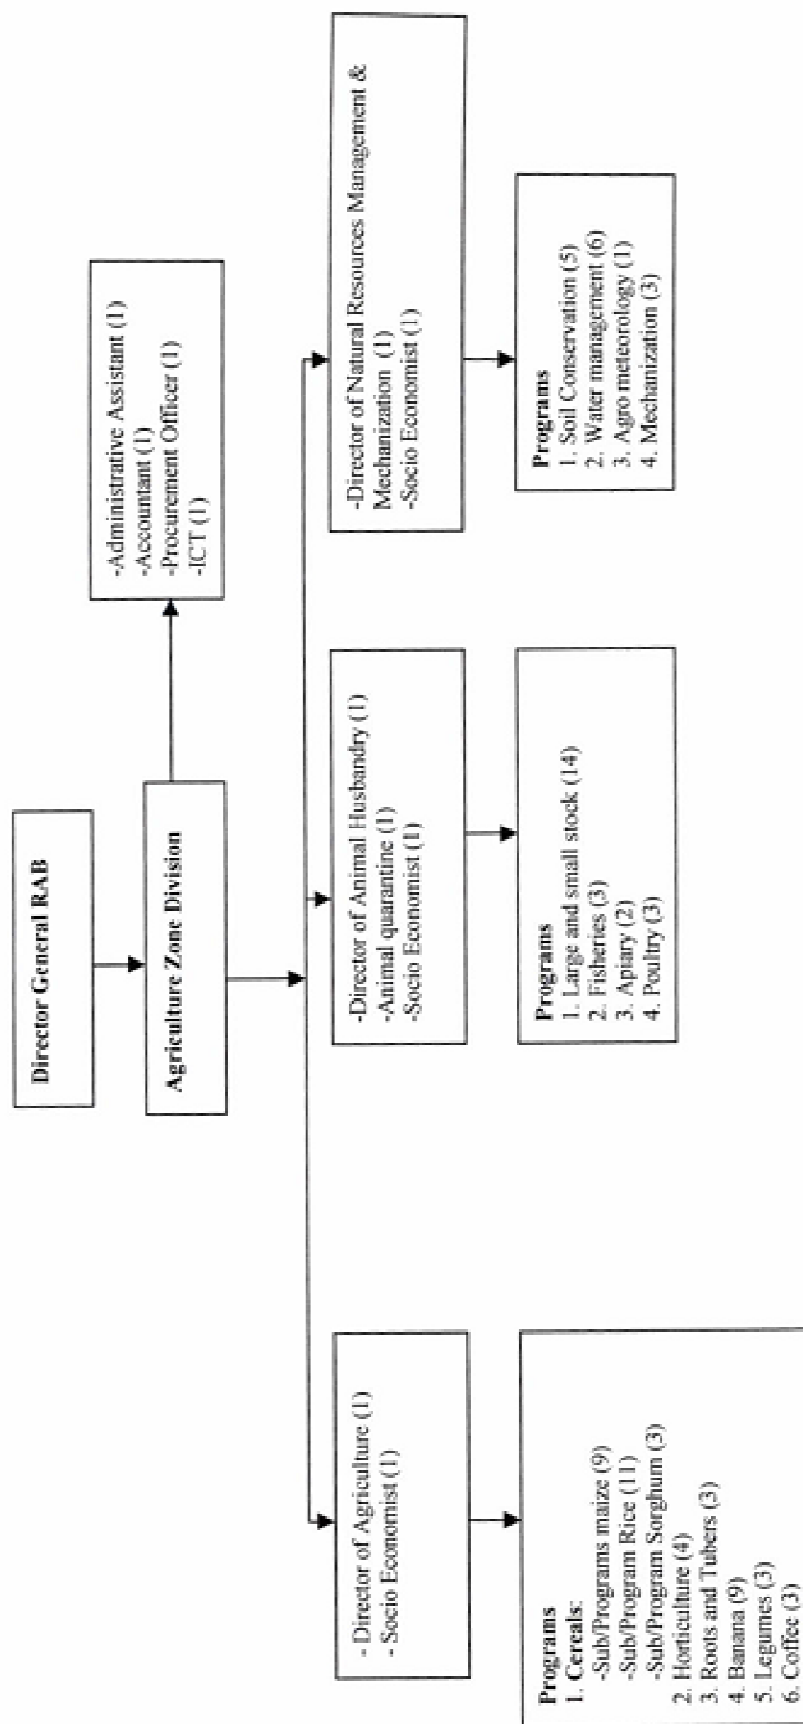 Director General RAB
Agriculture Zone Division
-Administrative Assistant (1)
-Accountant (1)
-Procurement Officer (1)
-ICT (1)
- Director of Agriculture (1)
- Socio Economist (1)
-Director of Animal Husbandry (1)
-Animal quarantine (1)
-Socio Economist (1)
-Director of Natural Resources Management &
Mechanization (1)
-Socio Economist (1)
Programs
1. Cereals:
-Sub/Programs maize (9)
-Sub/Program Rice (11)
-Sub/Program Sorghum (3)
2. Horticulture (4)
3. Roots and Tubers (3)
4. Banana (9)
5. Legumes (3)
6. Coffee (3)
Programs
1. Large and small stock (14)
2. Fisheries (3)
3. Apiary (2)
4. Poultry (3)
Programs
1. Soil Conservation (5)
2. Water management (6)
3. Agro meteorology (1)
4. Mechanization (3)